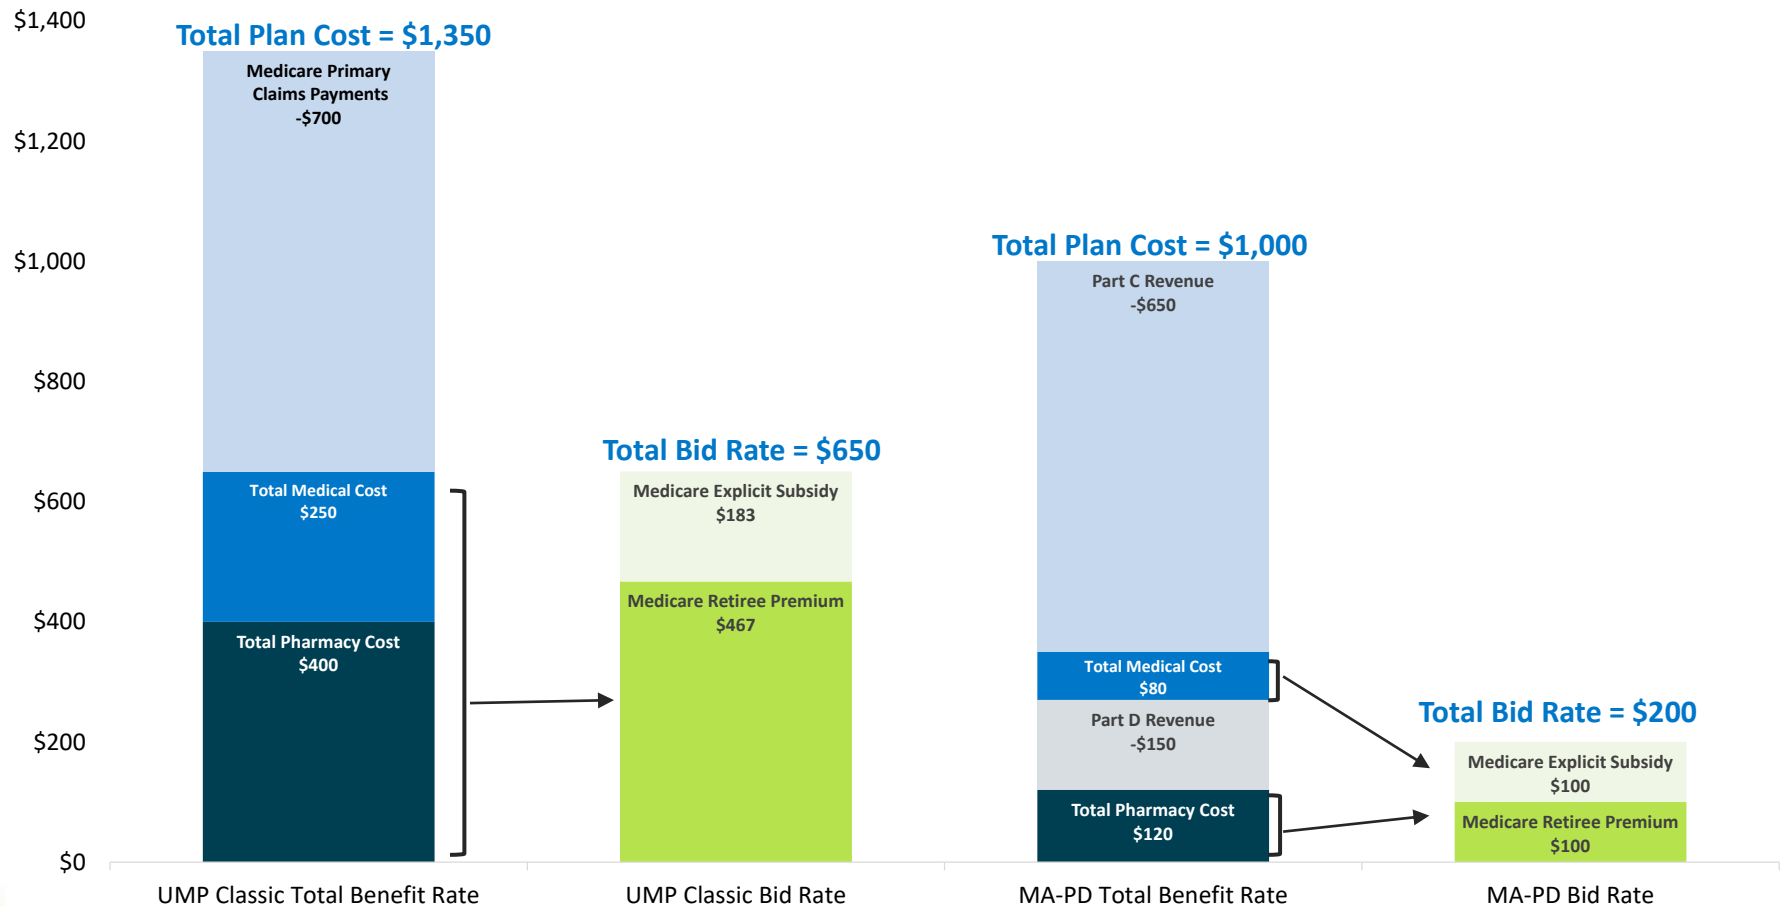 $1,400
$1,200
$1,000
$800
$600
$400
$200
$0
Total Plan Cost = $1,350
Medicare Primary
Claims Payments
-$700
Total Medical Cost
$250
Total Pharmacy Cost
$400
Total Bid Rate = $650
Medicare Explicit Subsidy
$183
Medicare Retiree Premium
$467
Total Plan Cost = $1,000
Part C Revenue
-$650
Total Medical Cost
$80
Part D Revenue
-$150
Total Pharmacy Cost
$120
Total Bid Rate = $200
Medicare Explicit Subsidy
$100
Medicare Retiree Premium
$100
UMP Classic Total Benefit Rate
UMP Classic Bid Rate
MA-PD Total Benefit Rate
MA-PD Bid Rate